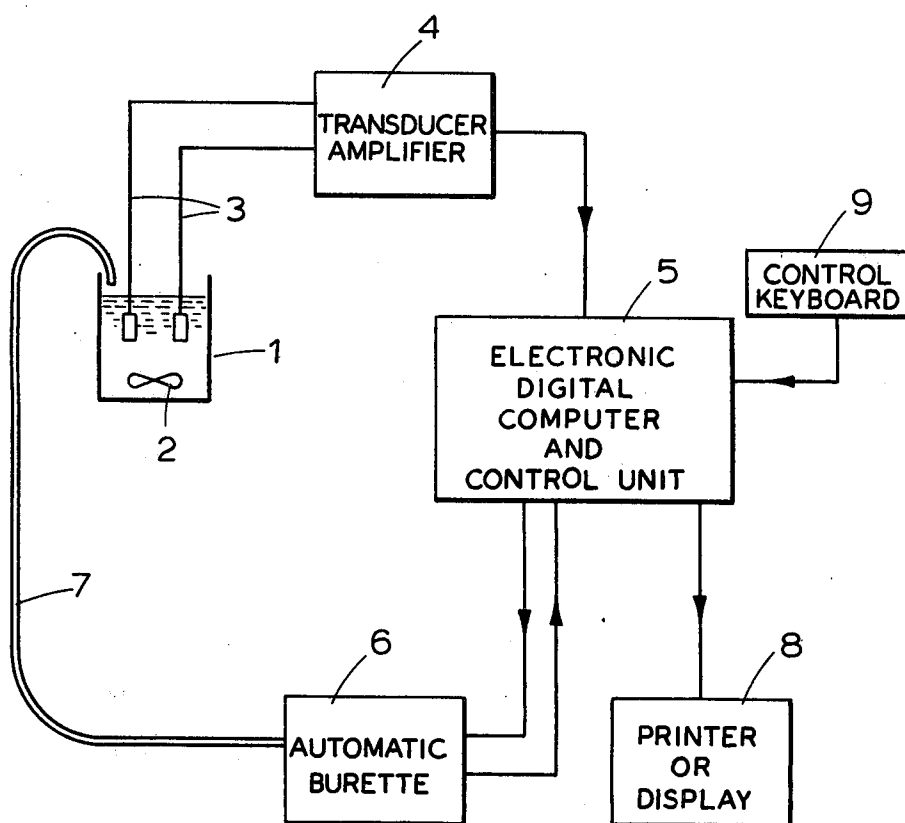 4
TRANSDUCER
AMPLIFIER
3
9
CONTROL
KEYBOARD
5
1
ELECTRONIC
DIGITAL
COMPUTER
AND
CONTROL UNIT
2
7
6
AUTOMATIC
BURETTE
8
PRINTER
OR
DISPLAY